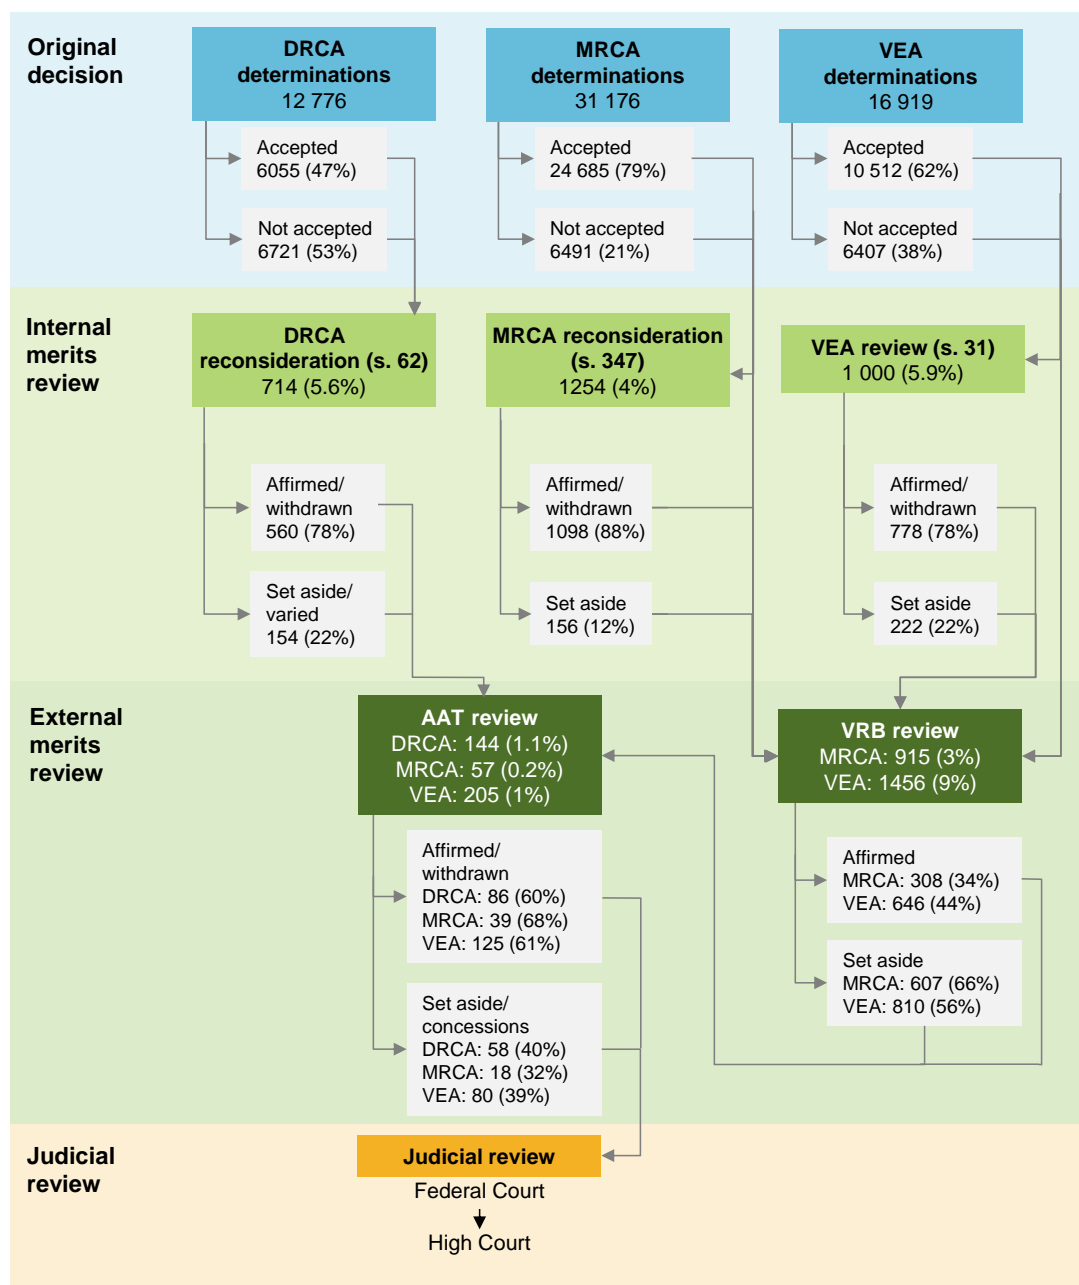 Original
decision
DRCA
determinations
12 776
MRCA
determinations
31 176
VEA
determinations
16 919
Accepted
6055 (47%)
Accepted
24 685 (79%)
Accepted
10 512 (62%)
Not accepted
6721 (53%)
Not accepted
6491 (21%)
Not accepted
6407 (38%)
Internal
merits
review
DRCA
reconsideration (s. 62)
714 (5.6%)
MRCA reconsideration
(s. 347)
1254 (4%)
VEA review (s. 31)
1 000 (5.9%)
Affirmed/
withdrawn
560 (78%)
Affirmed/
withdrawn
1098 (88%)
Affirmed/
withdrawn
778 (78%)
Set aside/
varied
154 (22%)
Set aside
156 (12%)
Set aside
222 (22%)
External
merits
review
AAT review
DRCA: 144 (1.1%)
MRCA: 57 (0.2%)
VEA: 205 (1%)
VRB review
MRCA: 915 (3%)
VEA: 1456 (9%)
Affirmed/
withdrawn
DRCA: 86 (60%)
MRCA: 39 (68%)
VEA: 125 (61%)
Affirmed
MRCA: 308 (34%)
VEA: 646 (44%)
Set aside/
concessions
DRCA: 58 (40%)
MRCA: 18 (32%)
VEA: 80 (39%)
Set aside
MRCA: 607 (66%)
VEA: 810 (56%)
Judicial
review
Judicial review
Federal Court
High Court